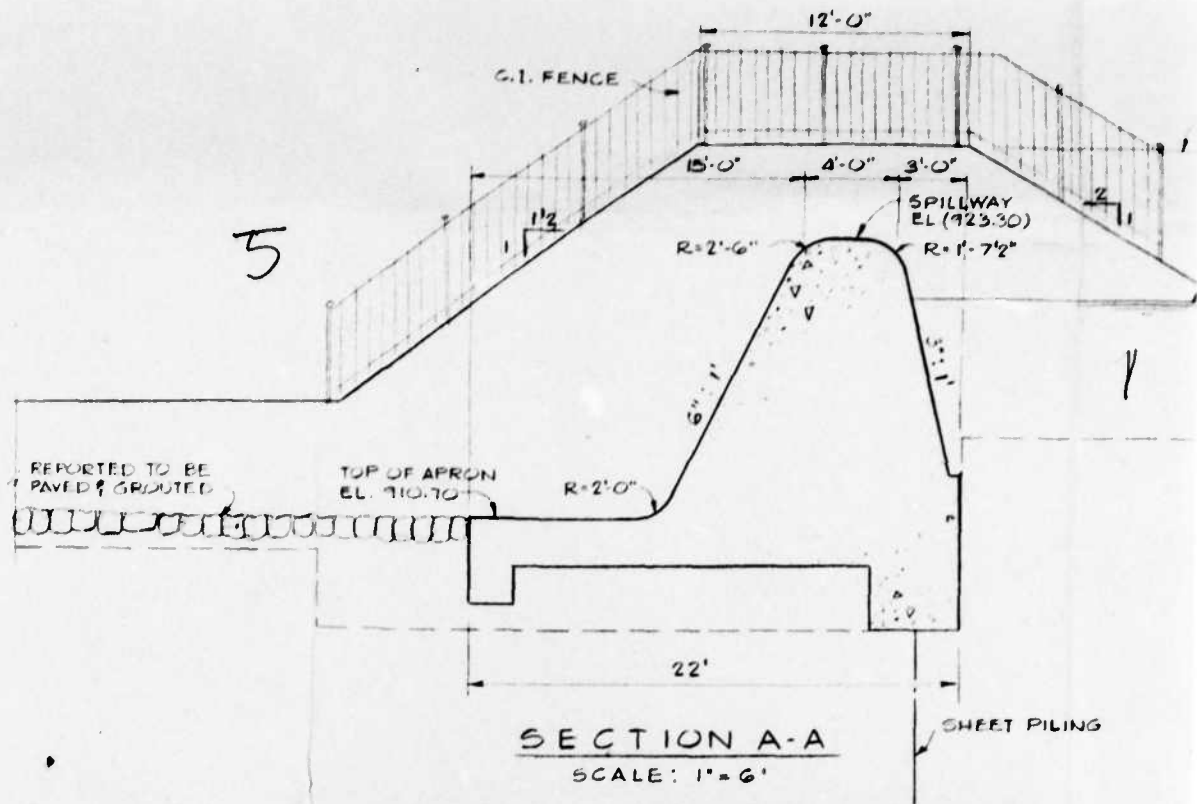 12'-0"
G.I. FENCE
15'-0"
4'-0"
3'-0"
SPILLWAY
EL (923.30)
R=2'-6"
R=1'-7½"
1
1½
2
1
5
6" : 1'
3" : 1'
REPORTED TO BE
PAVED & GROUTED
TOP OF APRON
EL. 910.70
R=2'-0"
22'
SHEET PILING
SECTION A-A
SCALE: 1" = 6'